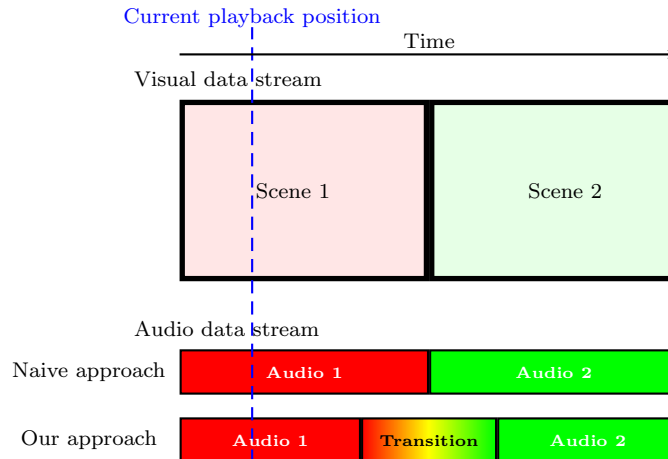 Current playback position
Time
Visual data stream
Scene 1
Scene 2
Audio data stream
Naive approach
Audio 1
Audio 2
Our approach
Audio 1
Transition
Audio 2